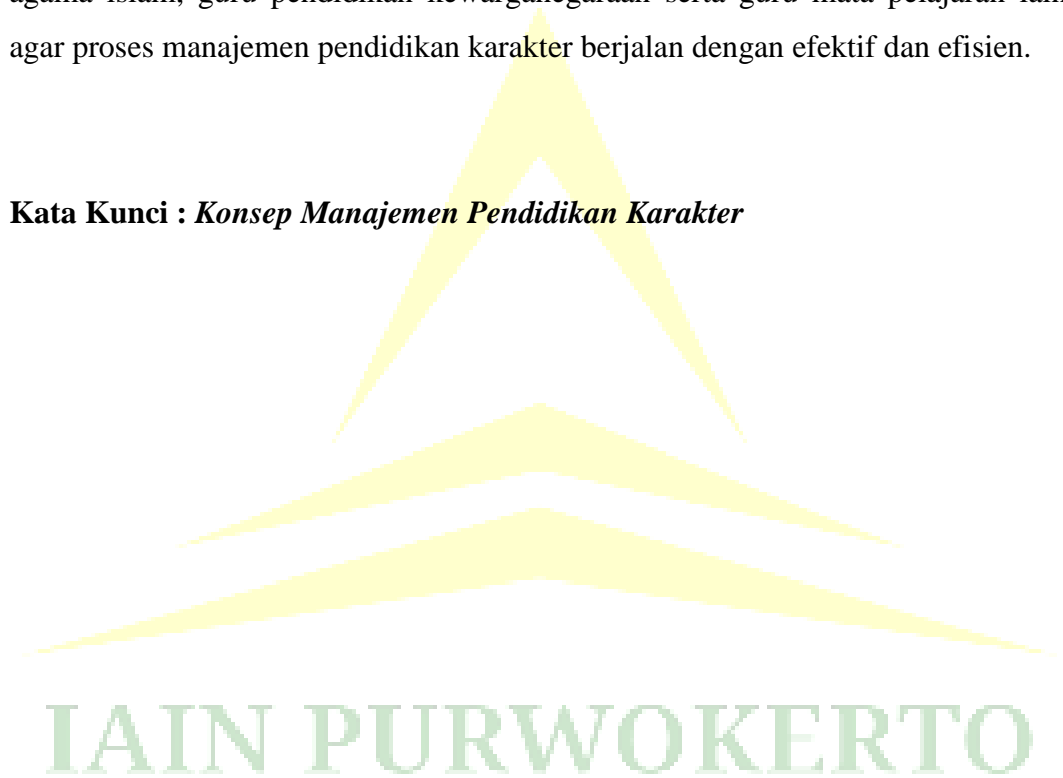 agama islam, guru pendidikan kewarganegaraan serta guru mata pelajaran lain
agar proses manajemen pendidikan karakter berjalan dengan efektif dan efisien.
Kata Kunci : Konsep Manajemen Pendidikan Karakter
IAIN PURWOKERTO